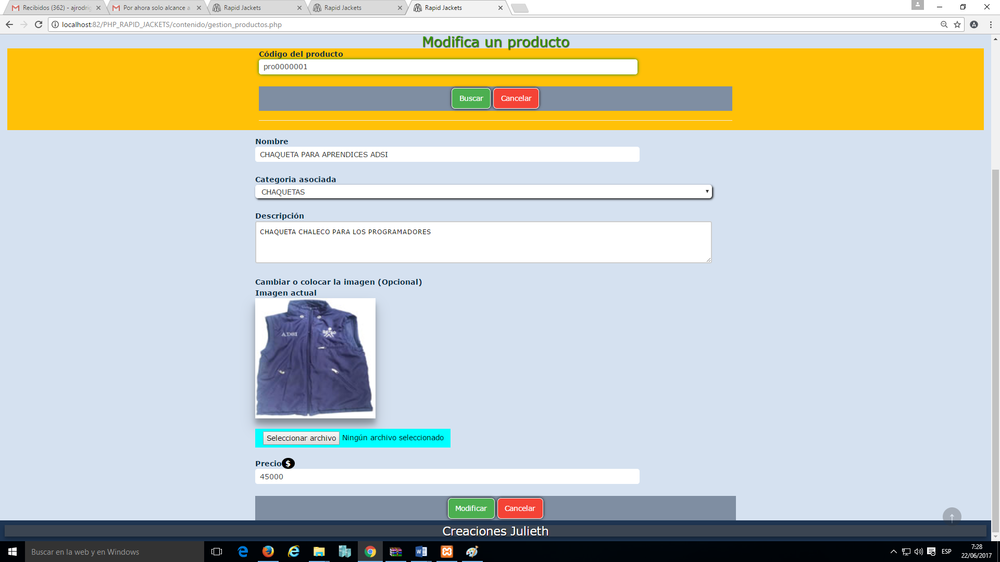 Recibidos (362) - ajrodrig
Por ahora solo alcance a
Rapid Jackets
Rapid Jackets
Rapid Jackets
localhost:82/PHP_RAPID_JACKETS/contenido/gestion_productos.php
Modifica un producto
Código del producto
pro0000001
Buscar
Cancelar
Nombre
CHAQUETA PARA APRENDICES ADSI
Categoria asociada
CHAQUETAS
Descripción
CHAQUETA CHALECO PARA LOS PROGRAMADORES
Cambiar o colocar la imagen (Opcional)
Imagen actual
ADSI
Seleccionar archivo
Ningún archivo seleccionado
Precio $
45000
Modificar
Cancelar
Creaciones Julieth
Buscar en la web y en Windows
ESP
7:28
22/06/2017